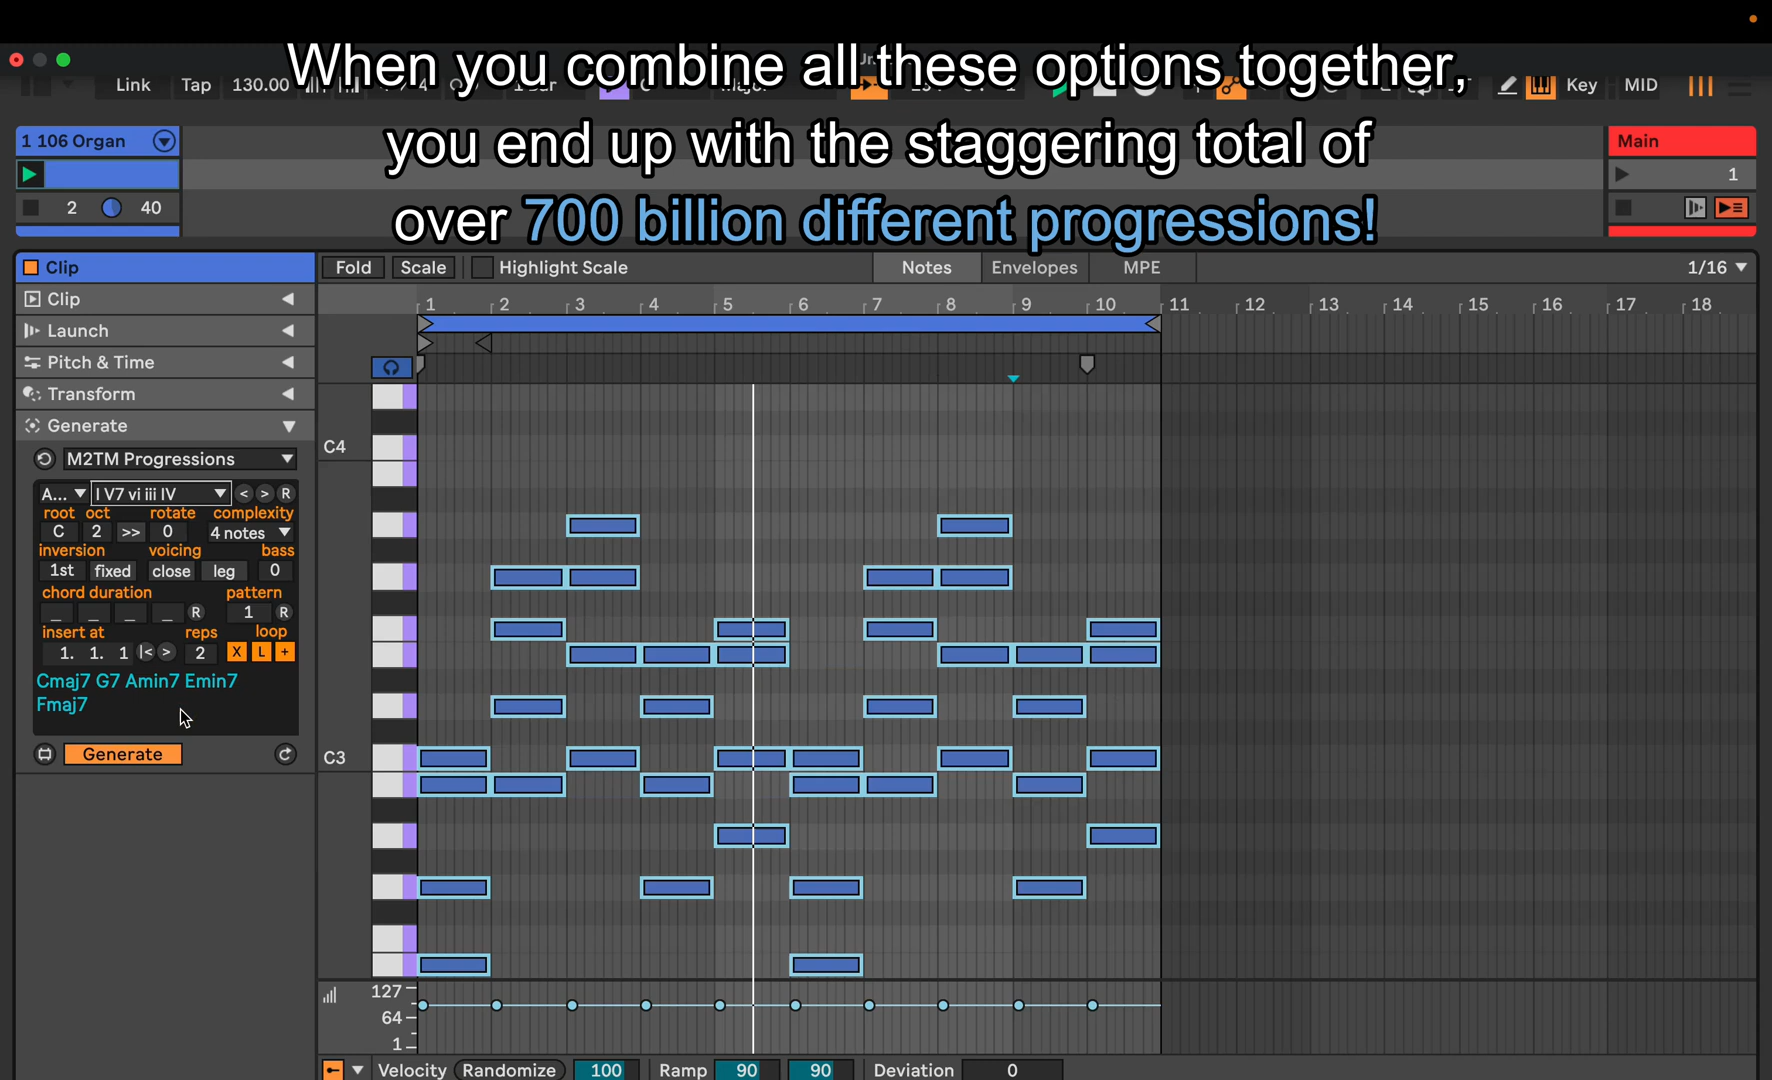 When you combine all these options together,
you end up with the staggering total of
over 700 billion different progressions!
Link Tap 130.00 Key MID
1 106 Organ
Main
1
2 40
Clip
Fold Scale Highlight Scale Notes Envelopes MPE 1/16
Clip
1 2 3 4 5 6 7 8 9 10 11 12 13 14 15 16 17 18
Launch
Pitch & Time
Transform
Generate
C4
M2TM Progressions
A... I V7 vi iii IV < > R
root oct rotate complexity
C 2 >> 0 4 notes
inversion voicing bass
1st fixed close leg 0
chord duration pattern
_ _ _ _ R 1 R
insert at reps loop
1. 1. 1 |< > 2 X L +
Cmaj7 G7 Amin7 Emin7
Fmaj7
Generate
C3
127
64
1
Velocity Randomize 100 Ramp 90 90 Deviation 0